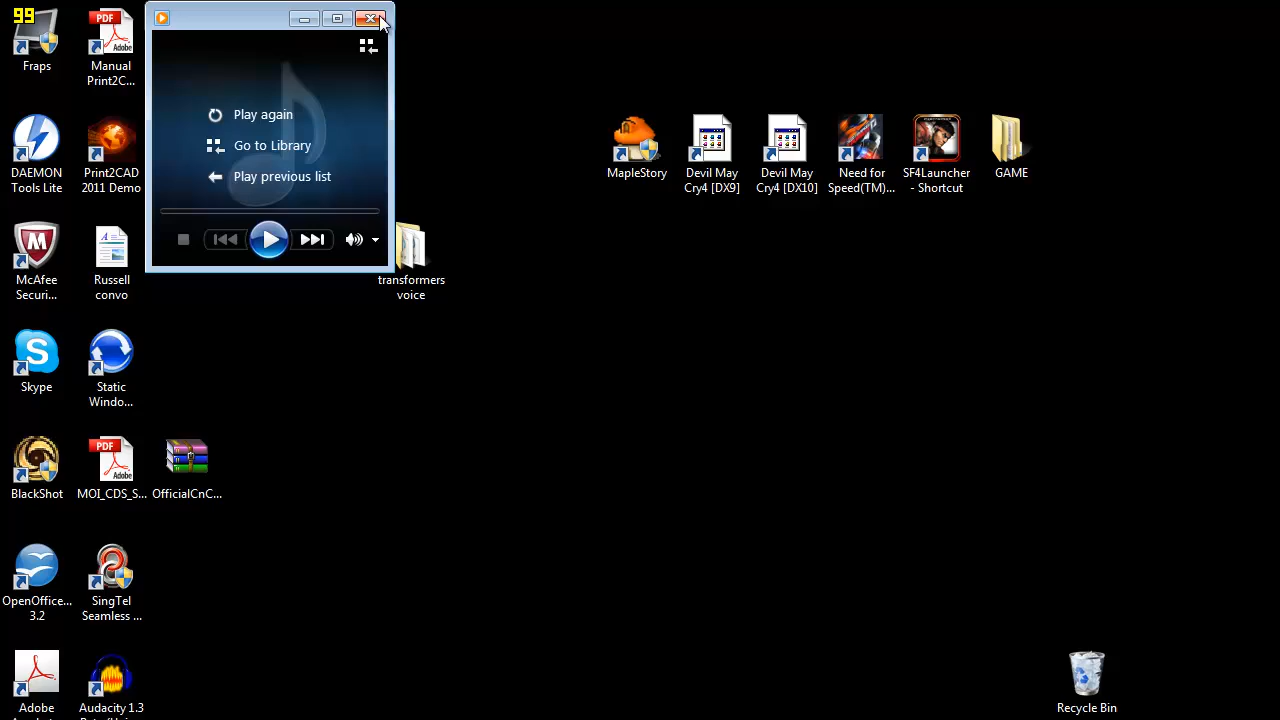 99
Fraps
PDF
Adobe
Manual
Print2C...
Play again
Go to Library
Play previous list
DAEMON
Tools Lite
Print2CAD
2011 Demo
MapleStory
Devil May
Cry4 [DX9]
Devil May
Cry4 [DX10]
Need for
Speed(TM)...
SF4Launcher
- Shortcut
GAME
McAfee
Securi...
Russell
convo
transformers
voice
Skype
Static
Windo...
BlackShot
PDF
Adobe
MOI_CDS_S...
OfficialCnC...
OpenOffice...
3.2
SingTel
Seamless ...
Adobe
Audacity 1.3
Recycle Bin